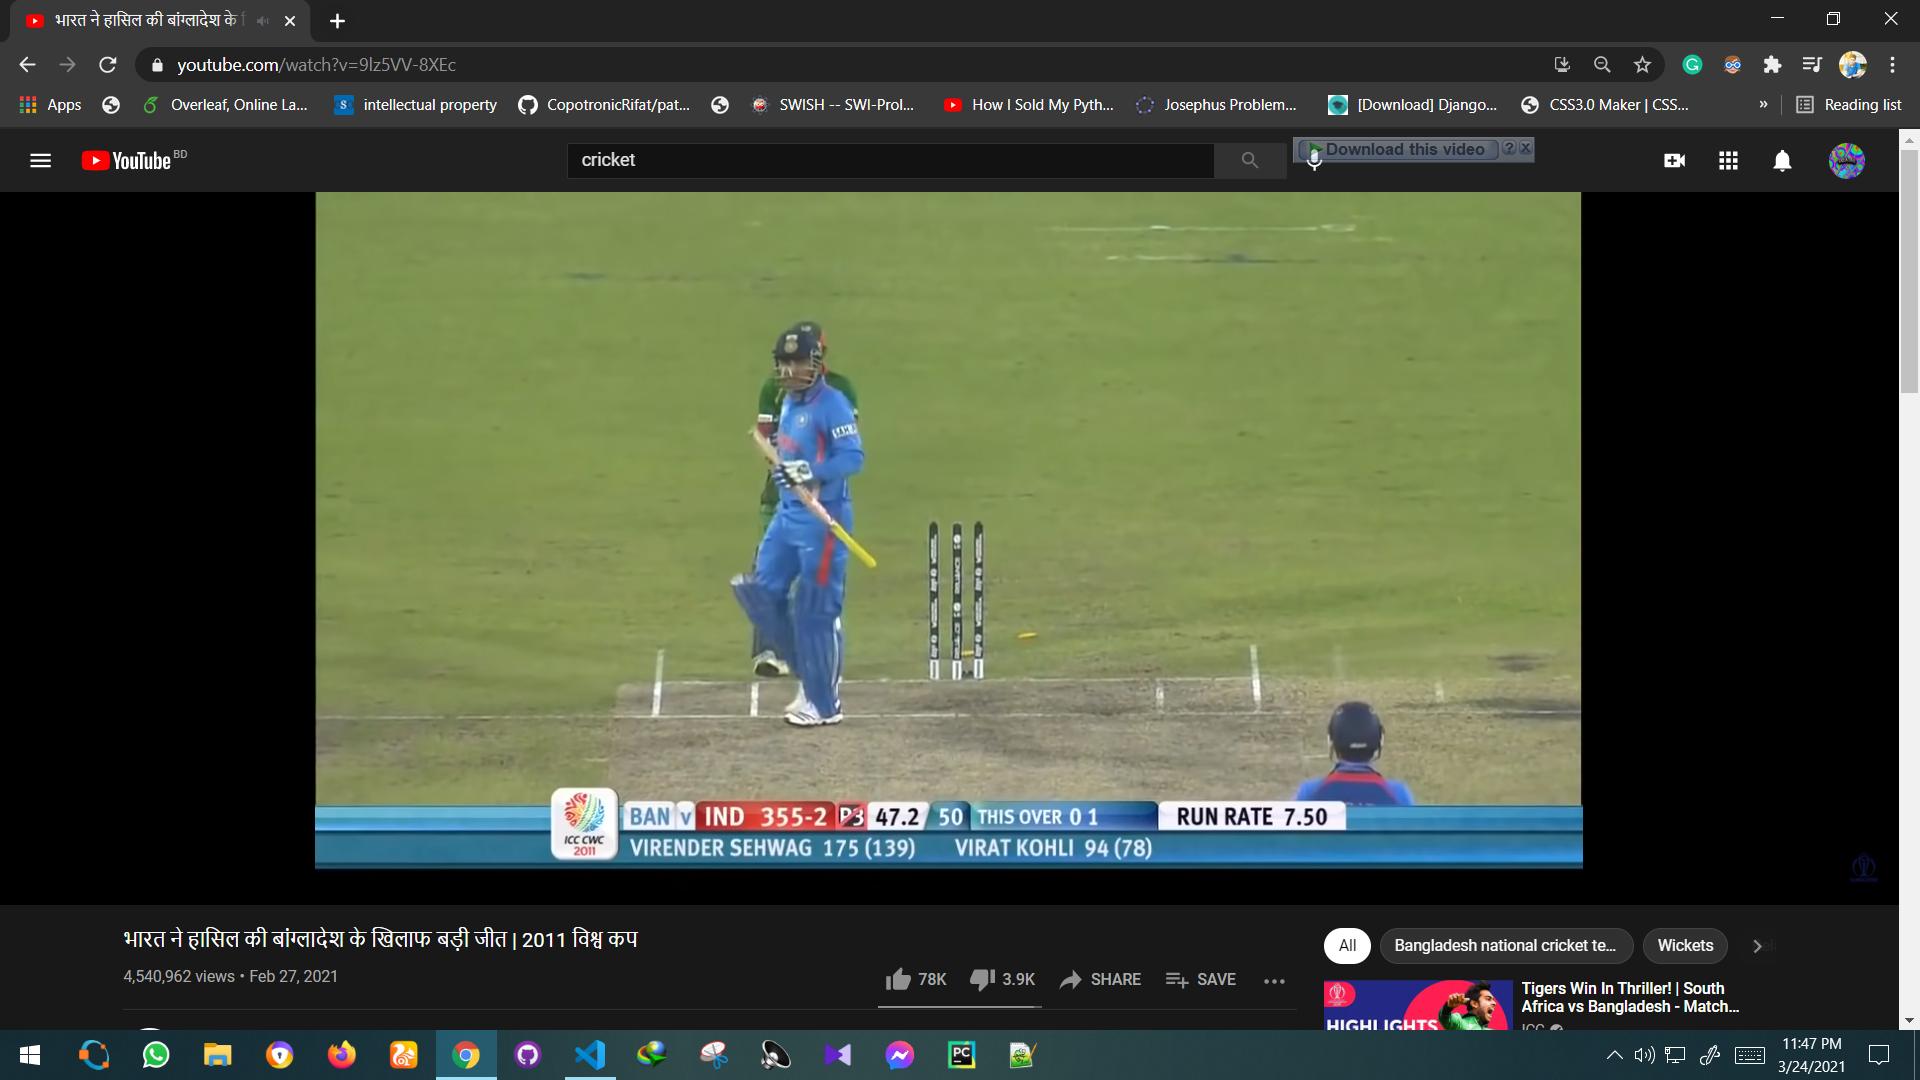 भारत ने हासिल की बांग्लादेश के
youtube.com/watch?v=9lz5VV-8XEc
Apps
Overleaf, Online La...
intellectual property
CopotronicRifat/pat...
SWISH -- SWI-Prol...
How I Sold My Pyth...
Josephus Problem...
[Download] Django...
CSS3.0 Maker | CSS...
»
Reading list
YouTube BD
cricket
Download this video ? x
BAN v IND 355-2 P3 47.2 50 THIS OVER 0 1 RUN RATE 7.50
ICC CWC
2011
VIRENDER SEHWAG 175 (139) VIRAT KOHLI 94 (78)
भारत ने हासिल की बांग्लादेश के खिलाफ बड़ी जीत | 2011 विश्व कप
4,540,962 views • Feb 27, 2021
78K
3.9K
SHARE
SAVE
All
Bangladesh national cricket te...
Wickets
HIGHLIGHTS
Tigers Win In Thriller! | South
Africa vs Bangladesh - Match...
ICC
PC
11:47 PM
3/24/2021